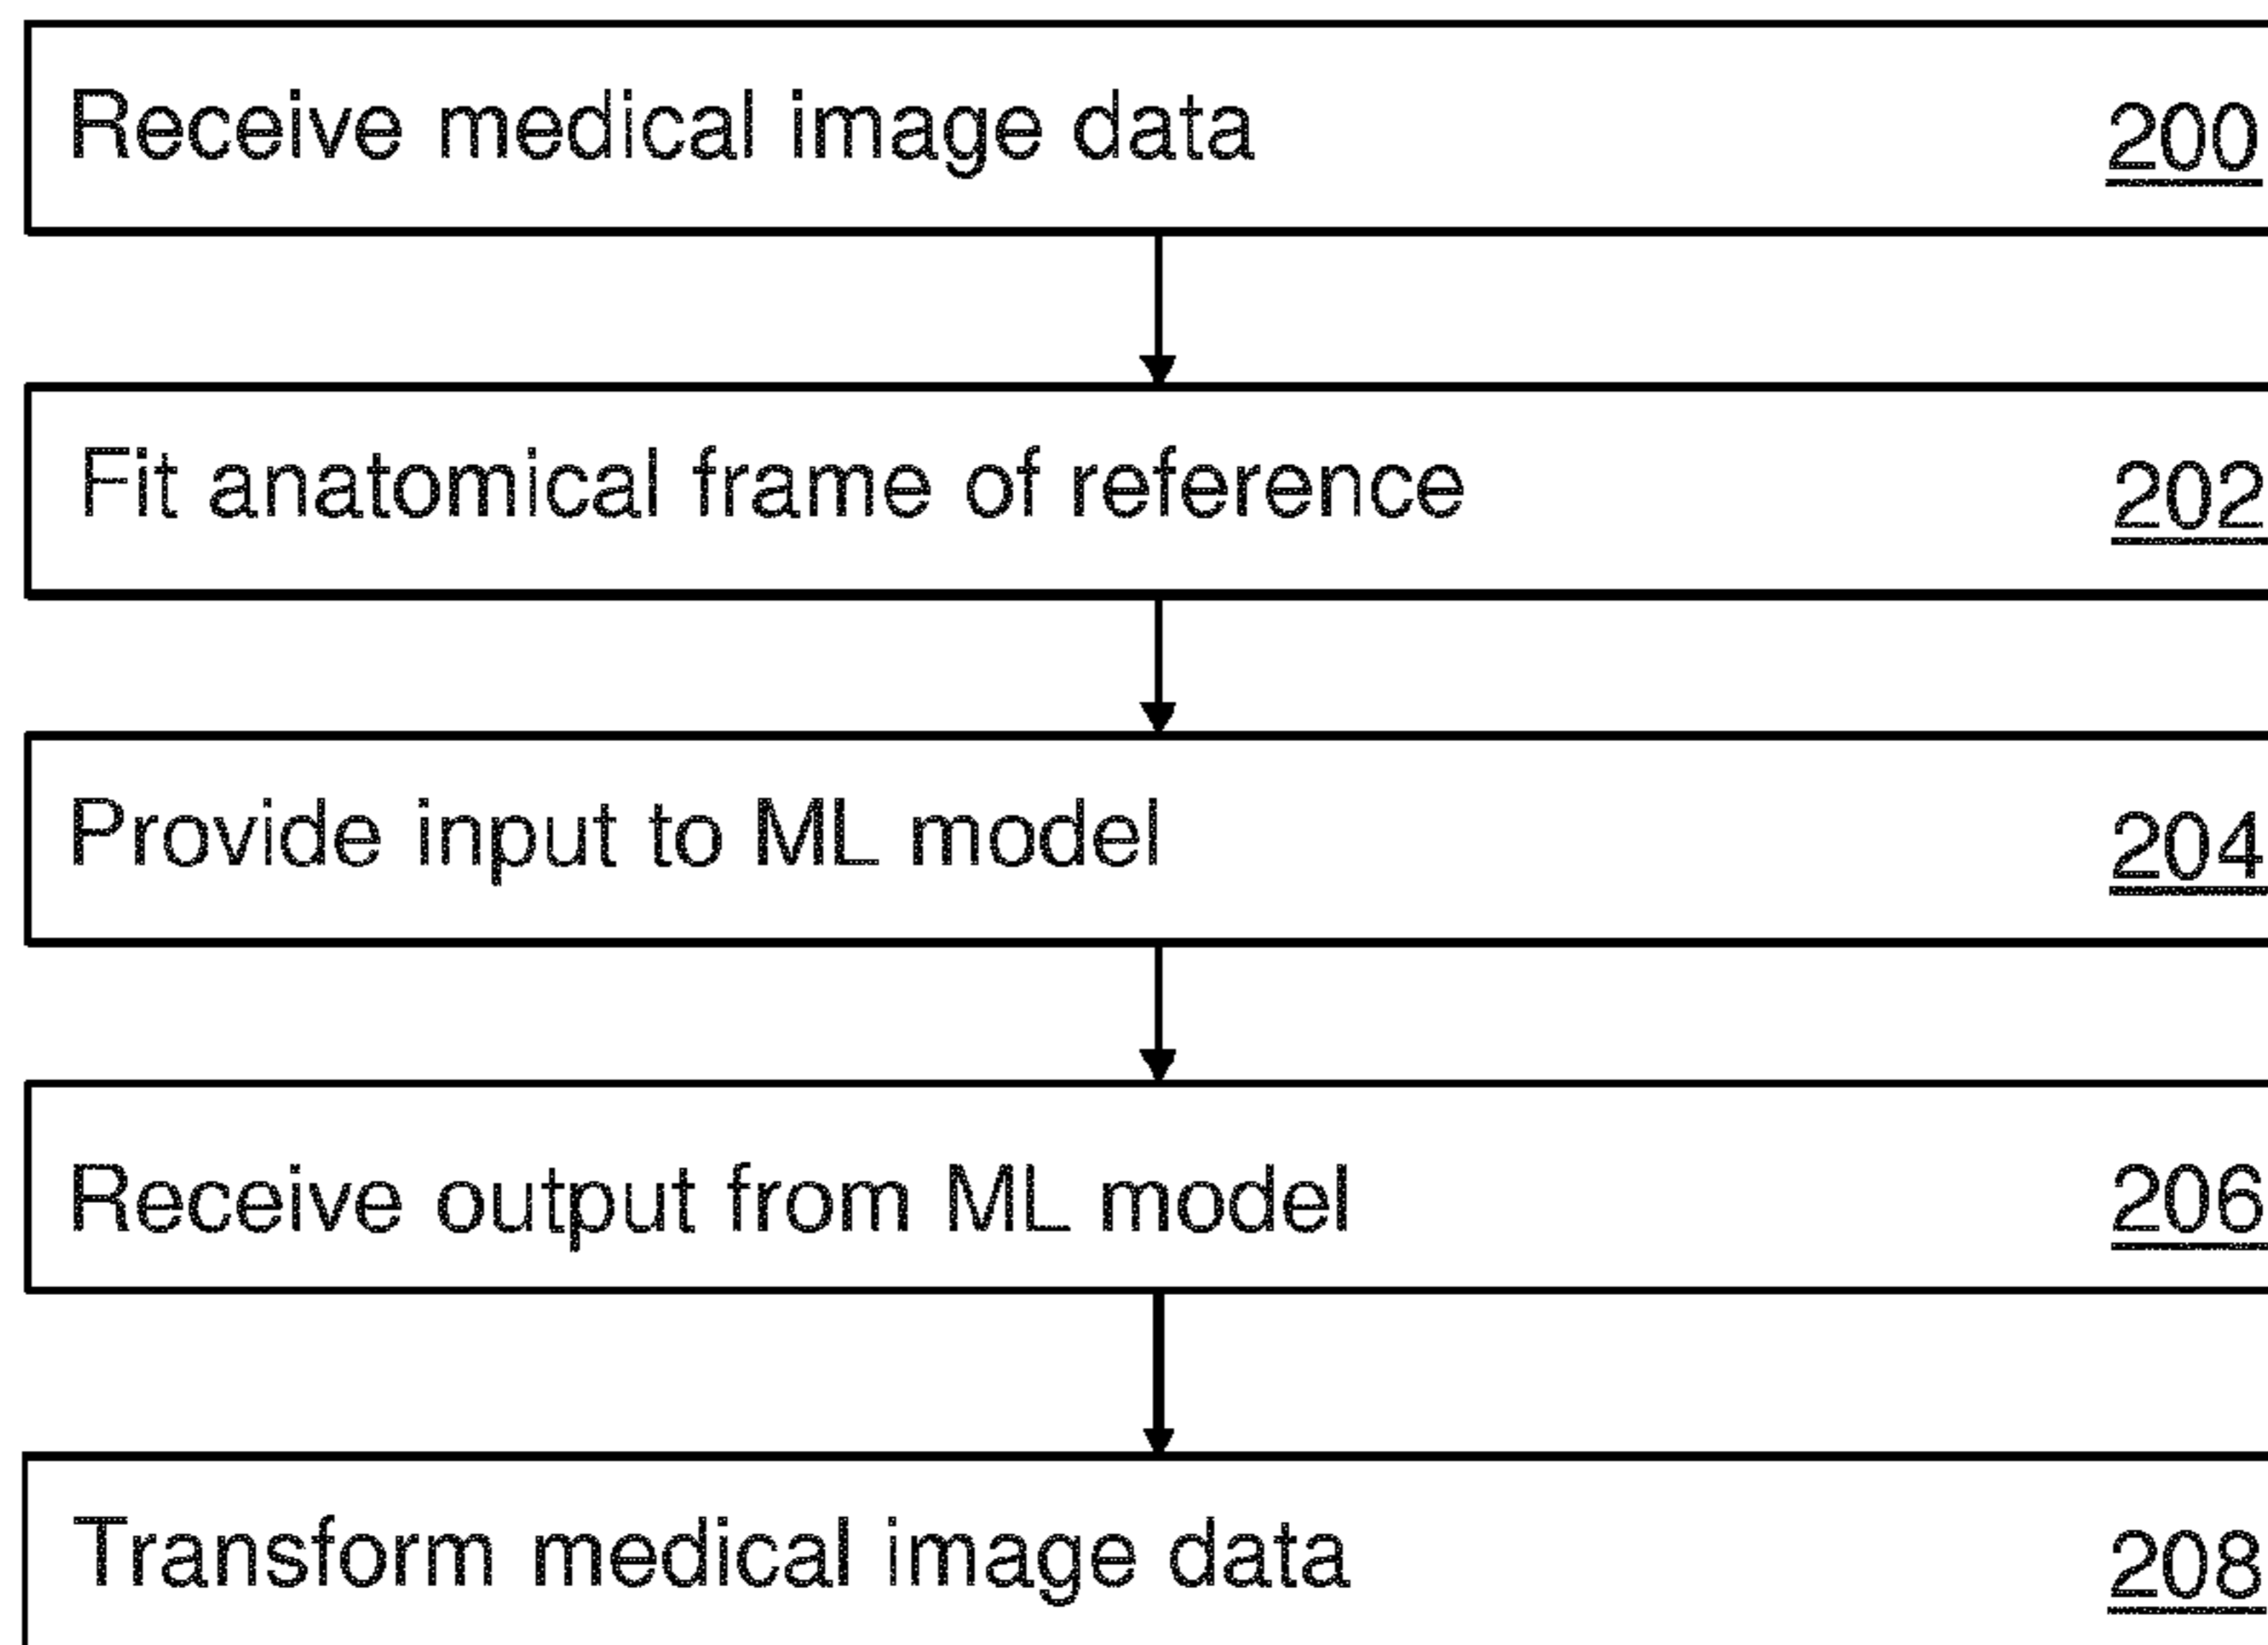 Receive medical image data 200
Fit anatomical frame of reference 202
Provide input to ML model 204
Receive output from ML model 206
Transform medical image data 208